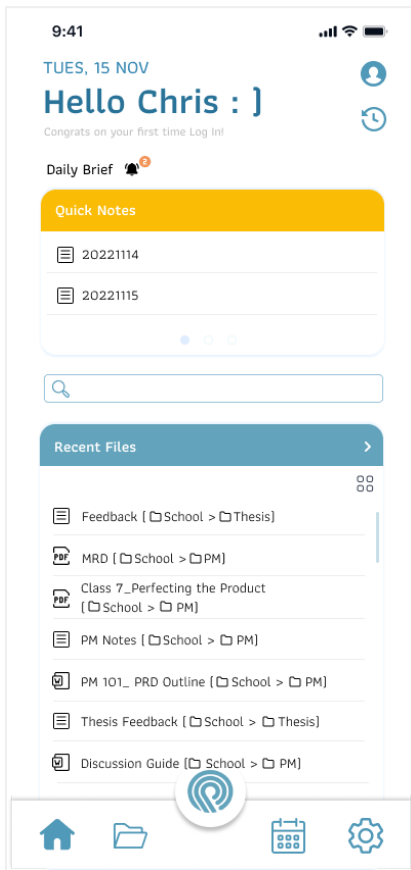 9:41
TUES, 15 NOV
Hello Chris : ]
Congrats on your first time Log In!
Daily Brief
2
Quick Notes
20221114
20221115
Recent Files
Feedback [ School > Thesis]
PDF
MRD [ School > PM]
PDF
Class 7_Perfecting the Product
[ School > PM]
PM Notes [ School > PM]
W
PM 101_ PRD Outline [ School > PM]
Thesis Feedback [ School > Thesis]
W
Discussion Guide [ School > PM]